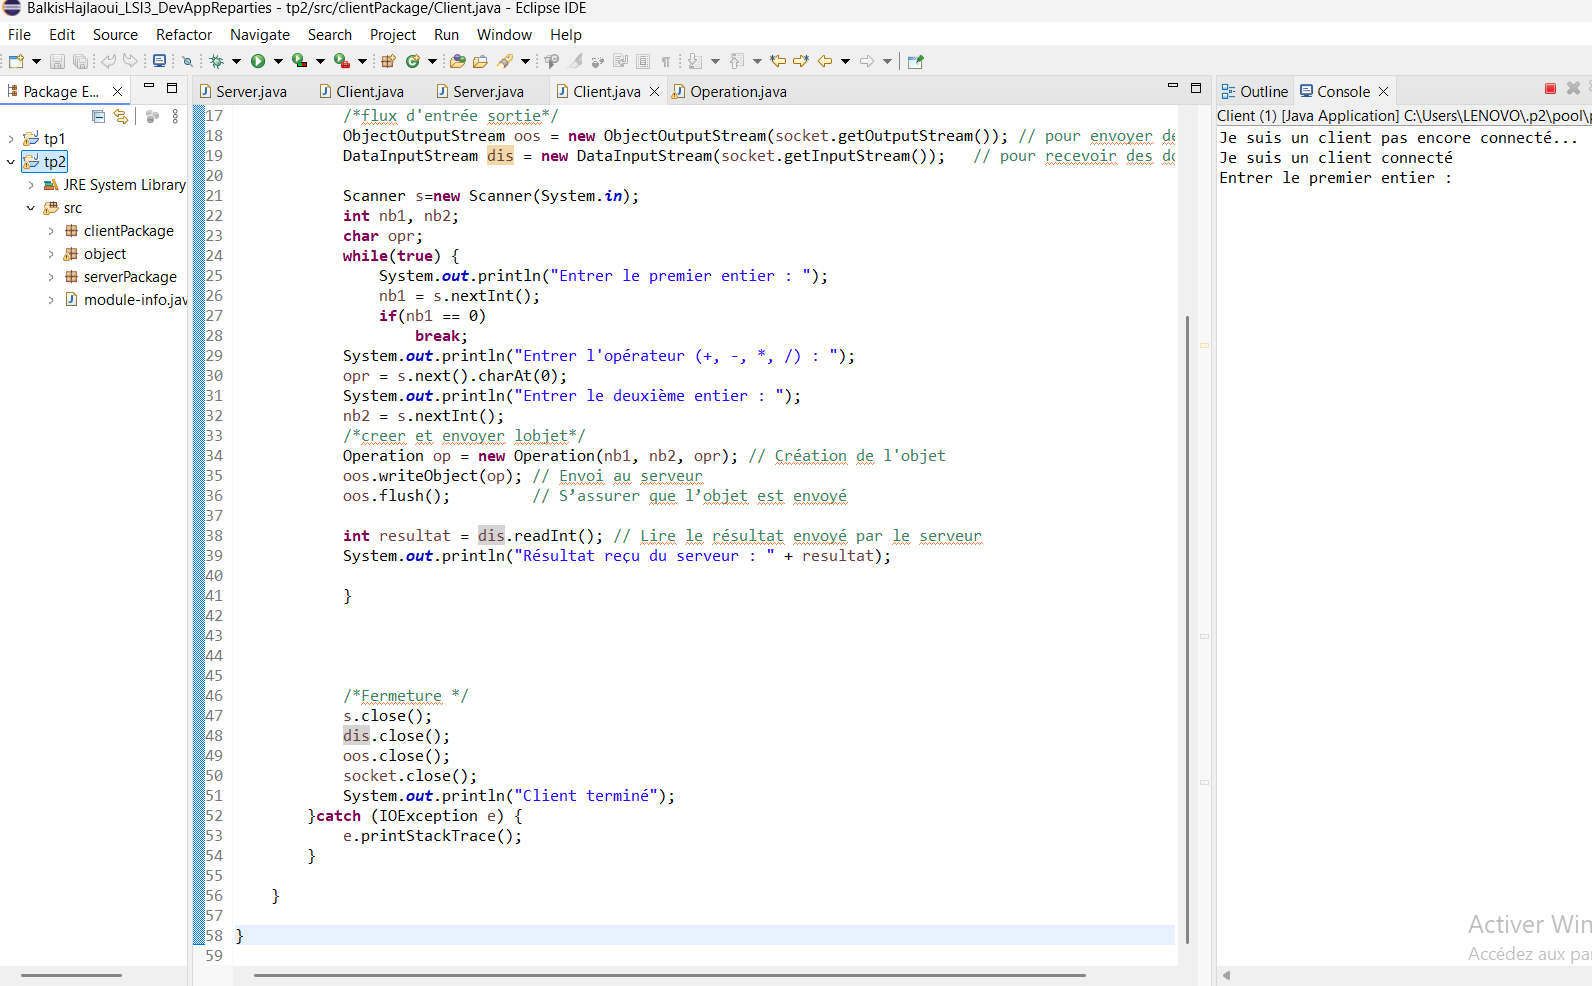 BalkisHajlaoui_LSI3_DevAppReparties - tp2/src/clientPackage/Client.java - Eclipse IDE
File Edit Source Refactor Navigate Search Project Run Window Help
Package E...
Server.java
Client.java
Server.java
Client.java
Operation.java
Outline
Console
tp1
tp2
JRE System Library
src
clientPackage
object
serverPackage
module-info.jav
17 /*flux d'entrée sortie*/
18 ObjectOutputStream oos = new ObjectOutputStream(socket.getOutputStream()); // pour envoyer de
19 DataInputStream dis = new DataInputStream(socket.getInputStream()); // pour recevoir des do
20
21 Scanner s=new Scanner(System.in);
22 int nb1, nb2;
23 char opr;
24 while(true) {
25 System.out.println("Entrer le premier entier : ");
26 nb1 = s.nextInt();
27 if(nb1 == 0)
28 break;
29 System.out.println("Entrer l'opérateur (+, -, *, /) : ");
30 opr = s.next().charAt(0);
31 System.out.println("Entrer le deuxième entier : ");
32 nb2 = s.nextInt();
33 /*creer et envoyer lobjet*/
34 Operation op = new Operation(nb1, nb2, opr); // Création de l'objet
35 oos.writeObject(op); // Envoi au serveur
36 oos.flush(); // S’assurer que l’objet est envoyé
37
38 int resultat = dis.readInt(); // Lire le résultat envoyé par le serveur
39 System.out.println("Résultat reçu du serveur : " + resultat);
40
41 }
42
43
44
45
46 /*Fermeture */
47 s.close();
48 dis.close();
49 oos.close();
50 socket.close();
51 System.out.println("Client terminé");
52 }catch (IOException e) {
53 e.printStackTrace();
54 }
55
56 }
57
58 }
59
Client (1) [Java Application] C:\Users\LENOVO\.p2\pool\p
Je suis un client pas encore connecté...
Je suis un client connecté
Entrer le premier entier :
Activer Win
Accédez aux par